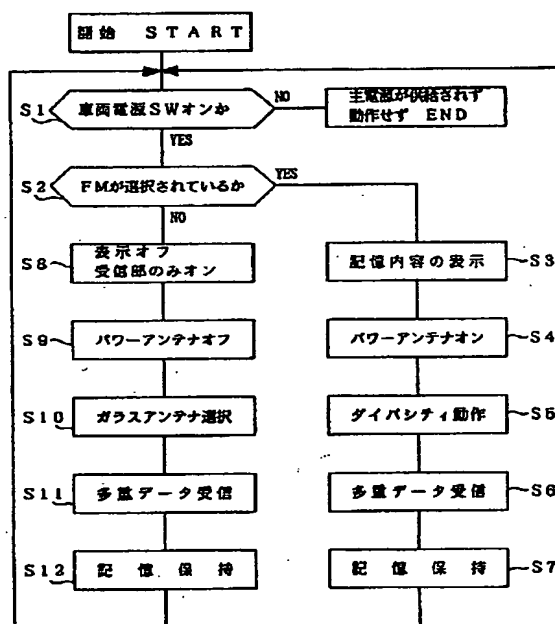 開始 START
S1 車両電源SWオンか NO 主電源が供給されず
動作せず END
YES
S2 FMが選択されているか YES
NO
S8 表示オフ
受信部のみオン
記憶内容の表示 S3
S9 パワーアンテナオフ
パワーアンテナオン S4
S10 ガラスアンテナ選択
ダイバシティ動作 S5
S11 多重データ受信
多重データ受信 S6
S12 記憶保持
記憶保持 S7